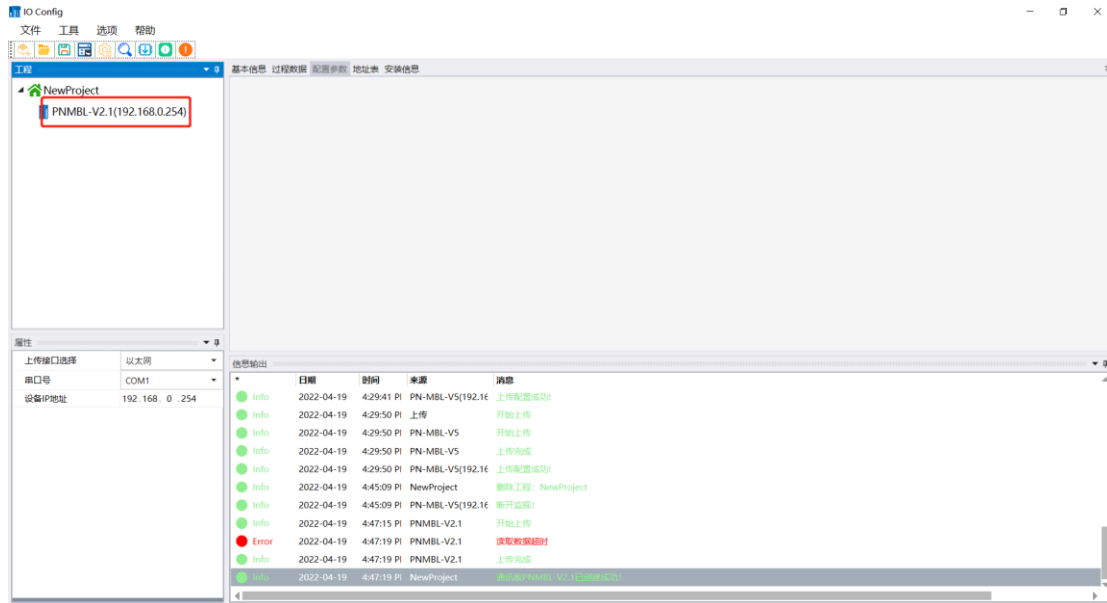 IO Config
文件 工具 选项 帮助
工程
基本信息 过程数据 配置参数 地址表 安装信息
NewProject
PNMBL-V2.1(192.168.0.254)
属性
上传接口选择 以太网
串口号 COM1
设备IP地址 192.168. 0 .254
信息输出
* 日期 时间 来源 消息
Info 2022-04-19 4:29:41 PI PN-MBL-V5(192.16 上传配置成功!
Info 2022-04-19 4:29:50 PI 上传 开始上传
Info 2022-04-19 4:29:50 PI PN-MBL-V5 开始上传
Info 2022-04-19 4:29:50 PI PN-MBL-V5 上传完成
Info 2022-04-19 4:29:50 PI PN-MBL-V5(192.16 上传配置成功!
Info 2022-04-19 4:45:09 PI NewProject 删除工程: NewProject
Info 2022-04-19 4:45:09 PI PN-MBL-V5(192.16 断开监视!
Info 2022-04-19 4:47:15 PI PNMBL-V2.1 开始上传
Error 2022-04-19 4:47:19 PI PNMBL-V2.1 读取数据超时
Info 2022-04-19 4:47:19 PI PNMBL-V2.1 上传完成
Info 2022-04-19 4:47:19 PI NewProject 通讯部PNMBL-V2.1已创建成功!